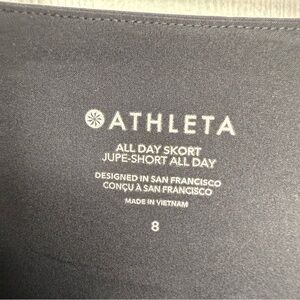 ATHLETA
ALL DAY SKORT
JUPE-SHORT ALL DAY
DESIGNED IN SAN FRANCISCO
CONÇU À SAN FRANCISCO
MADE IN VIETNAM
8